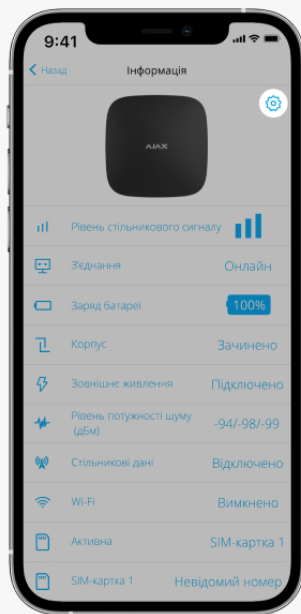 9:41
Назад
Інформація
AJAX
Рівень стільникового сигналу
З'єднання Онлайн
Заряд батареї 100%
Корпус Зачинено
Зовнішнє живлення Підключено
Рівень потужності шуму
(дБм) -94/-98/-99
Стільникові дані Відключено
Wi-Fi Вимкнено
Активна SIM-картка 1
SIM-картка 1 Невідомий номер